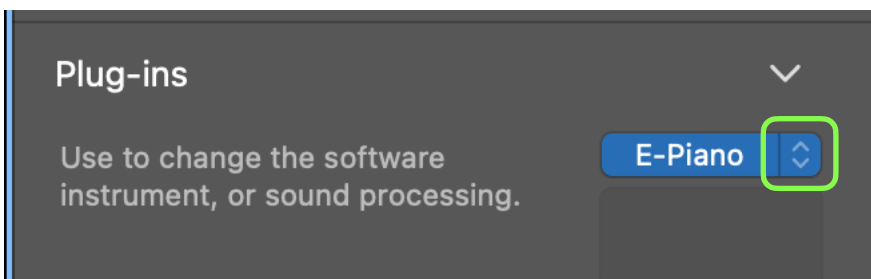 Plug-ins
Use to change the software
instrument, or sound processing.
E-Piano